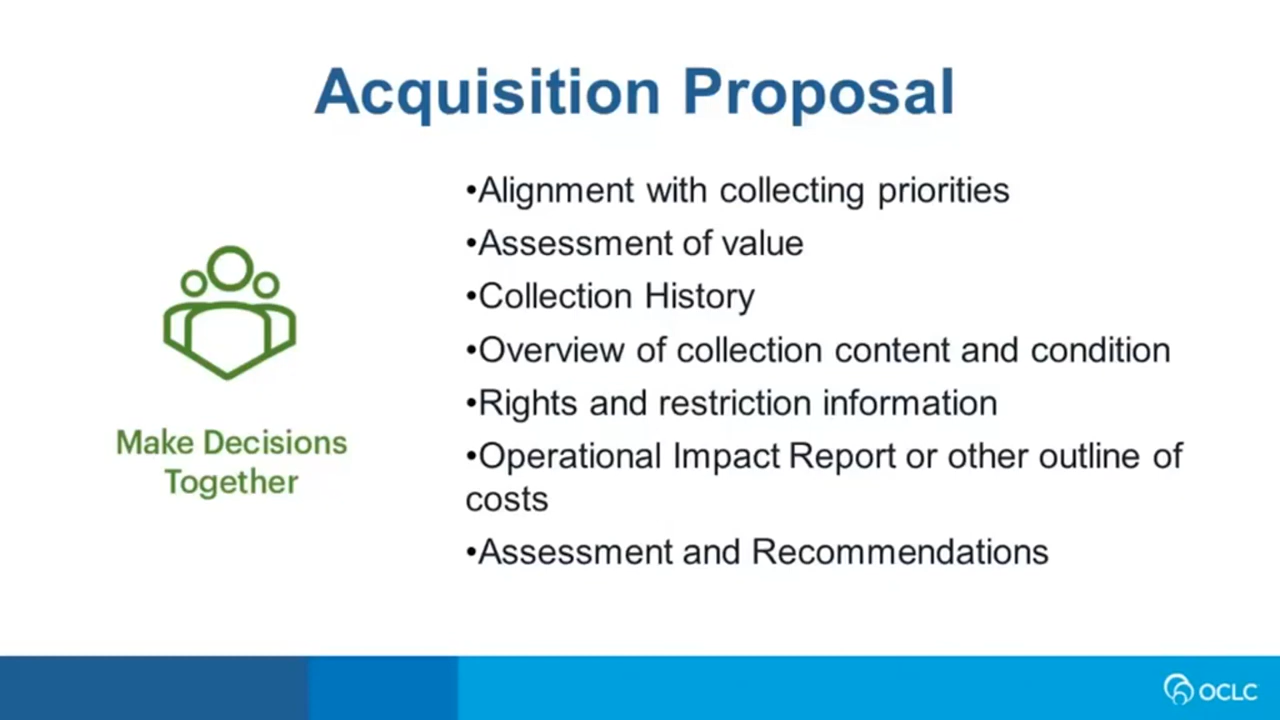 Acquisition Proposal
•Alignment with collecting priorities
•Assessment of value
•Collection History
•Overview of collection content and condition
•Rights and restriction information
•Operational Impact Report or other outline of
costs
•Assessment and Recommendations
Make Decisions
Together
OCLC